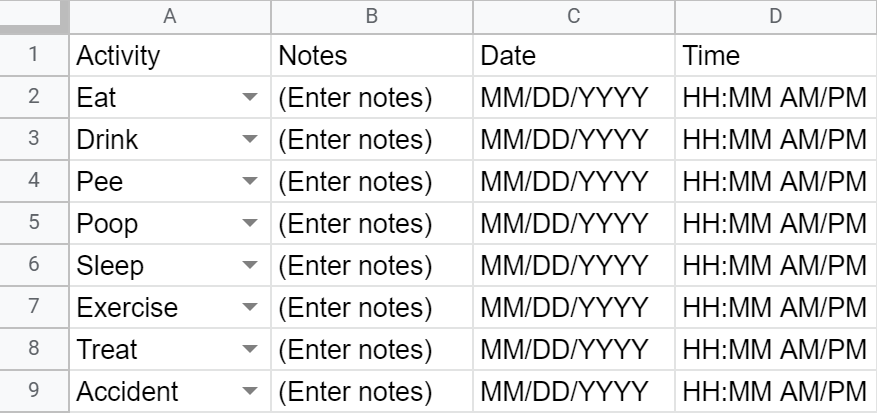 A B C D
1 Activity Notes Date Time
2 Eat (Enter notes) MM/DD/YYYY HH:MM AM/PM
3 Drink (Enter notes) MM/DD/YYYY HH:MM AM/PM
4 Pee (Enter notes) MM/DD/YYYY HH:MM AM/PM
5 Poop (Enter notes) MM/DD/YYYY HH:MM AM/PM
6 Sleep (Enter notes) MM/DD/YYYY HH:MM AM/PM
7 Exercise (Enter notes) MM/DD/YYYY HH:MM AM/PM
8 Treat (Enter notes) MM/DD/YYYY HH:MM AM/PM
9 Accident (Enter notes) MM/DD/YYYY HH:MM AM/PM